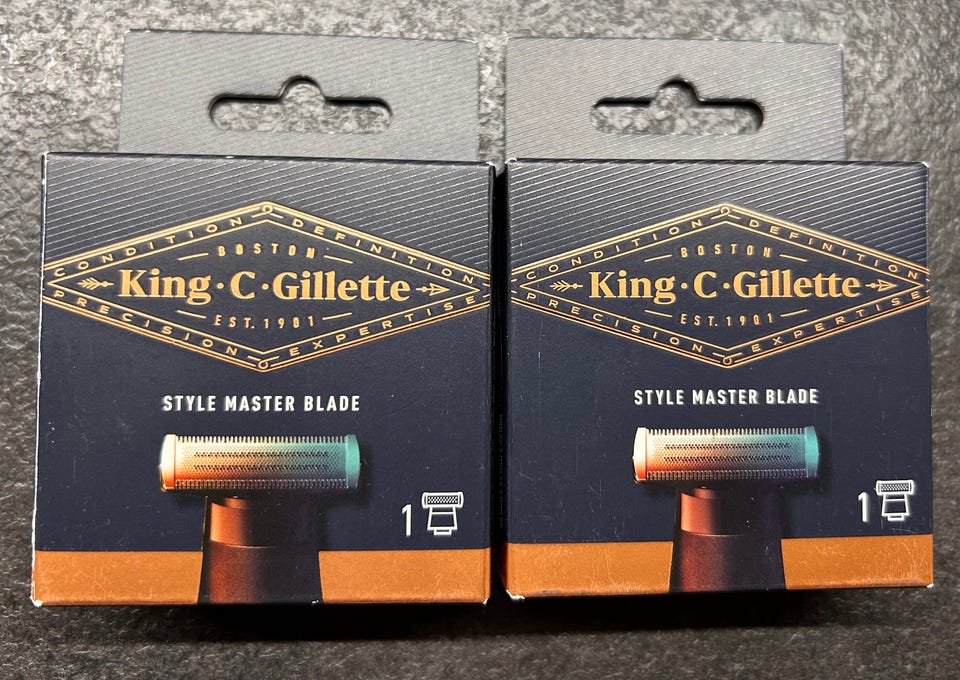 CONDITION DEFINITION
BOSTON
King·C·Gillette
EST. 1901
PRECISION EXPERTISE
STYLE MASTER BLADE
1
CONDITION DEFINITION
BOSTON
King·C·Gillette
EST. 1901
PRECISION EXPERTISE
STYLE MASTER BLADE
1